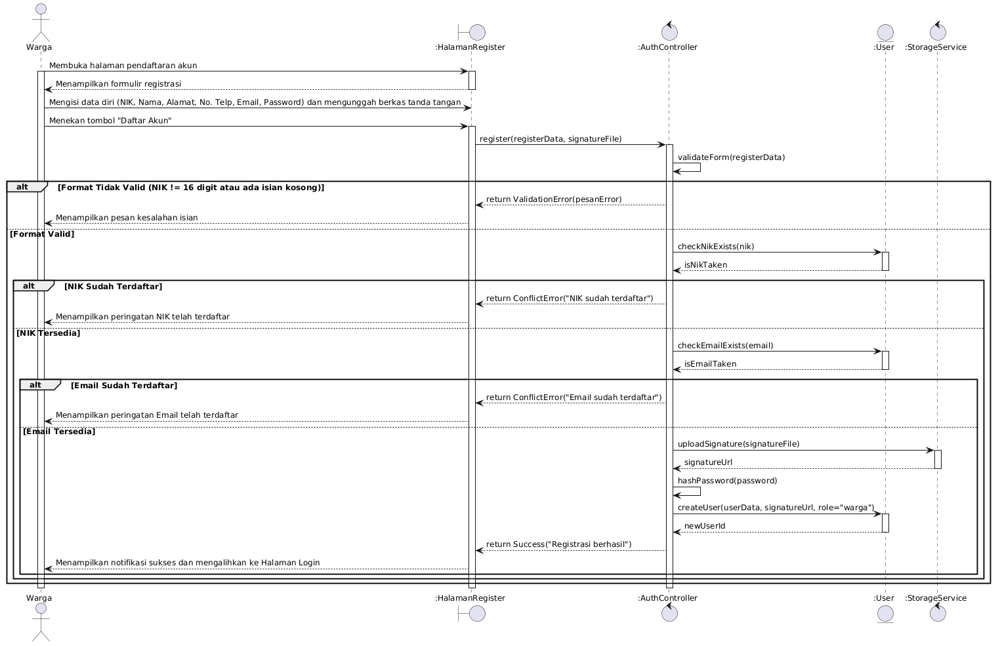 Warga
:HalamanRegister
:AuthController
:User
:StorageService
Membuka halaman pendaftaran akun
Menampilkan formulir registrasi
Mengisi data diri (NIK, Nama, Alamat, No. Telp, Email, Password) dan mengunggah berkas tanda tangan
Menekan tombol "Daftar Akun"
register(registerData, signatureFile)
validateForm(registerData)
alt
[Format Tidak Valid (NIK != 16 digit atau ada isian kosong)]
return ValidationError(pesanError)
Menampilkan pesan kesalahan isian
[Format Valid]
checkNikExists(nik)
isNikTaken
alt
[NIK Sudah Terdaftar]
return ConflictError("NIK sudah terdaftar")
Menampilkan peringatan NIK telah terdaftar
[NIK Tersedia]
checkEmailExists(email)
isEmailTaken
alt
[Email Sudah Terdaftar]
return ConflictError("Email sudah terdaftar")
Menampilkan peringatan Email telah terdaftar
[Email Tersedia]
uploadSignature(signatureFile)
signatureUrl
hashPassword(password)
createUser(userData, signatureUrl, role="warga")
newUserId
return Success("Registrasi berhasil")
Menampilkan notifikasi sukses dan mengalihkan ke Halaman Login
Warga
:HalamanRegister
:AuthController
:User
:StorageService